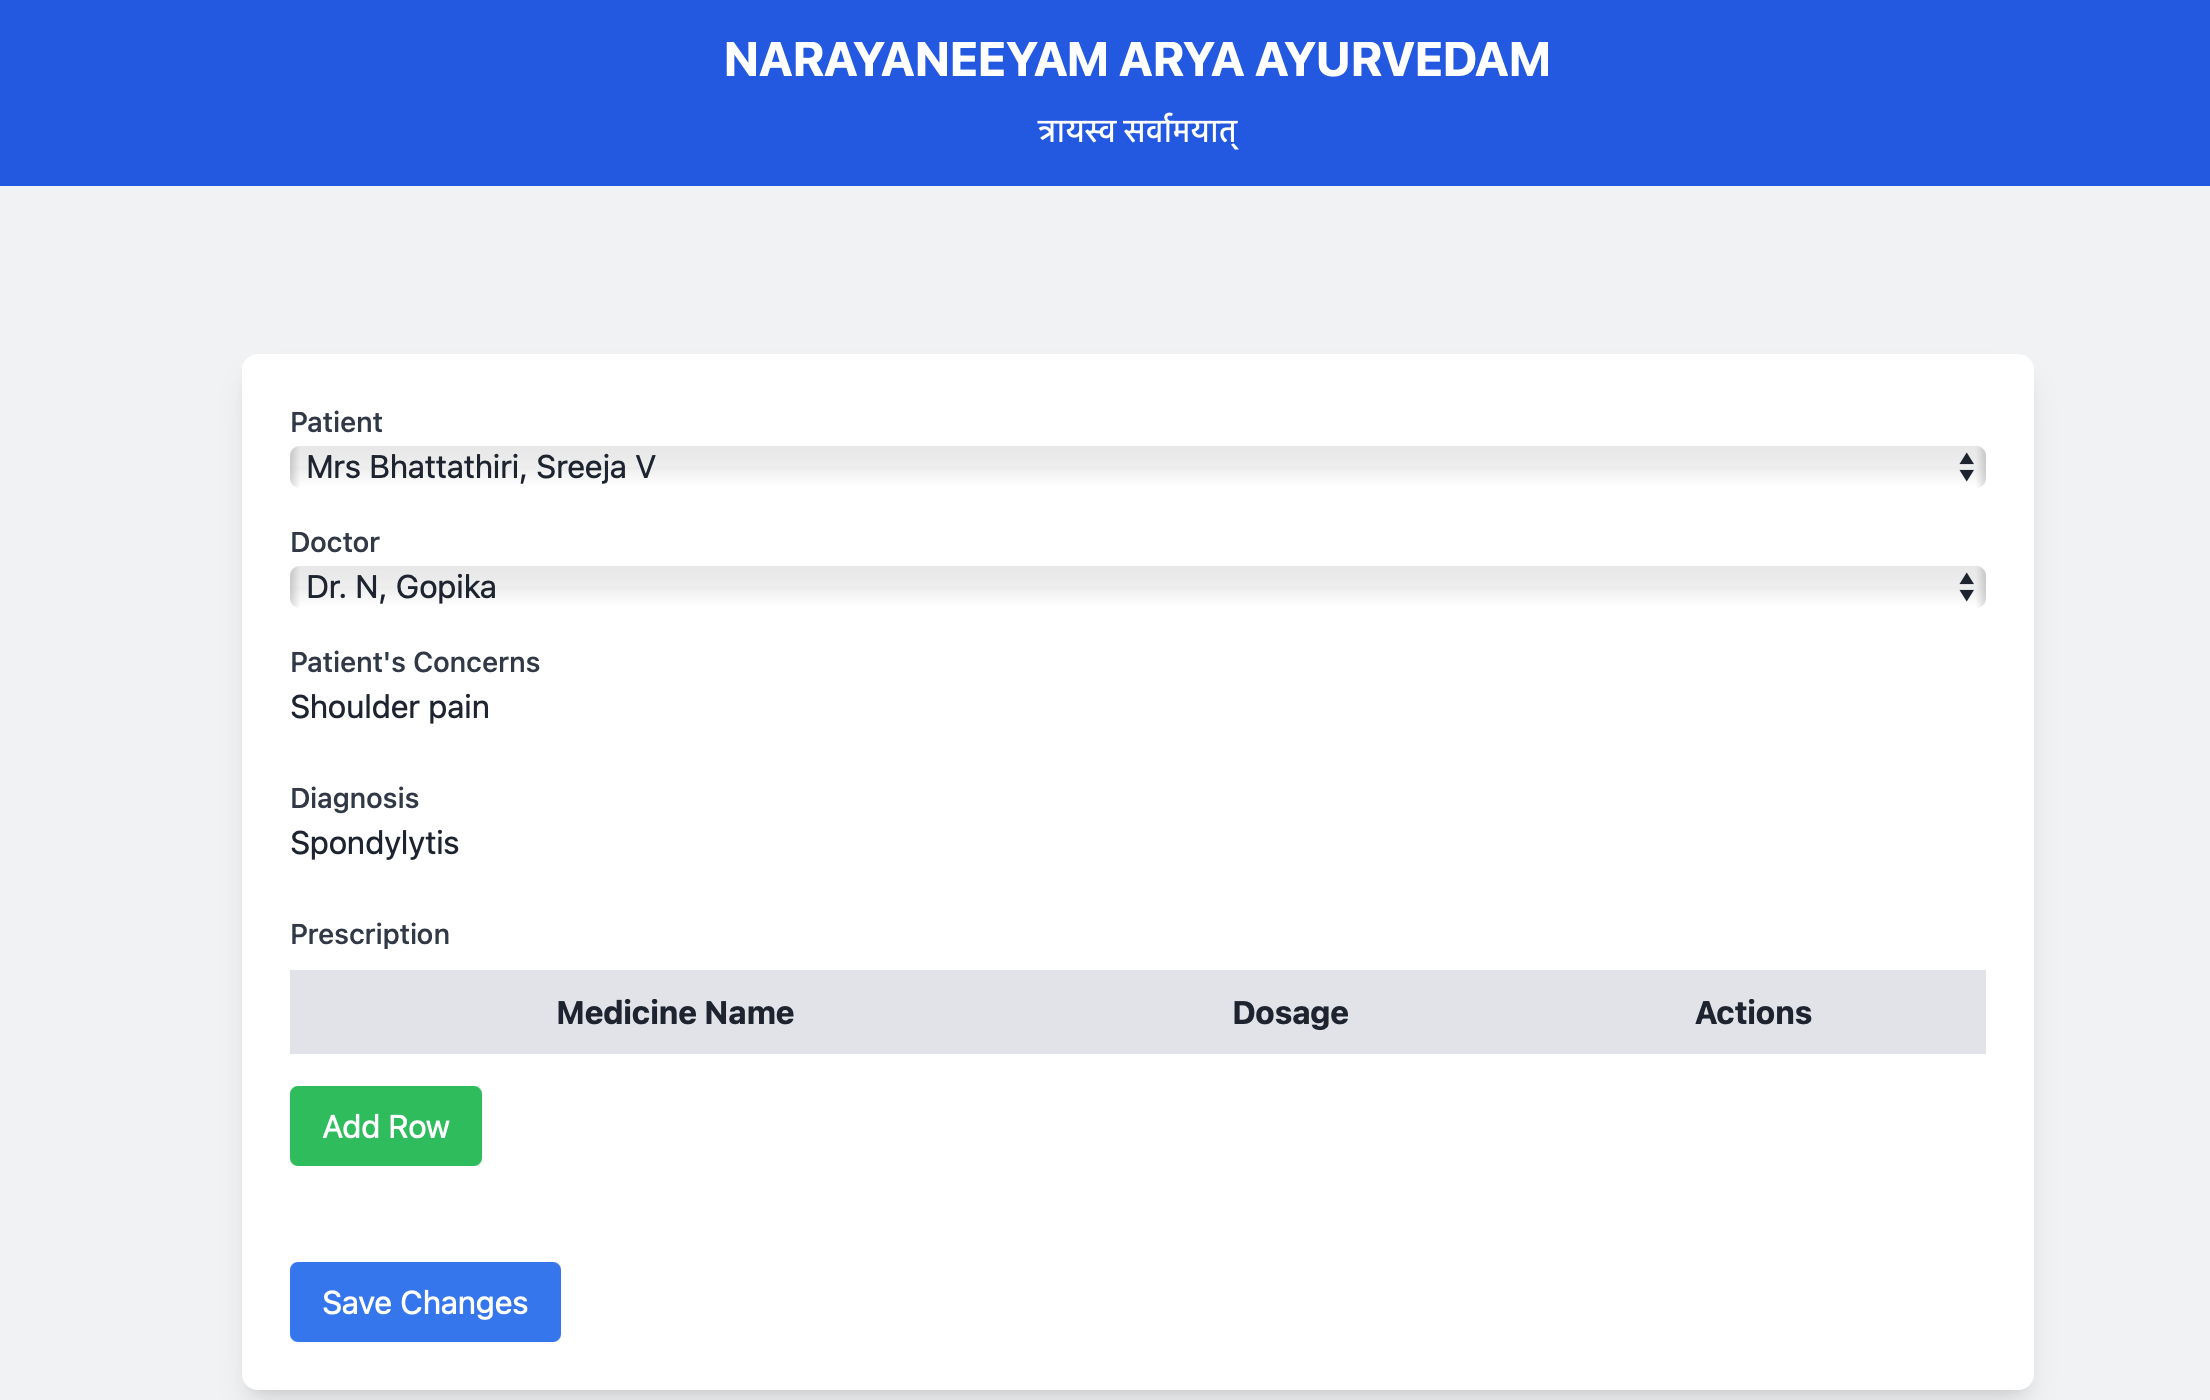 NARAYANEEYAM ARYA AYURVEDAM
त्रायस्व सर्वामयात्
Patient
Mrs Bhattathiri, Sreeja V
Doctor
Dr. N, Gopika
Patient's Concerns
Shoulder pain
Diagnosis
Spondylytis
Prescription
Medicine Name Dosage Actions
Add Row
Save Changes